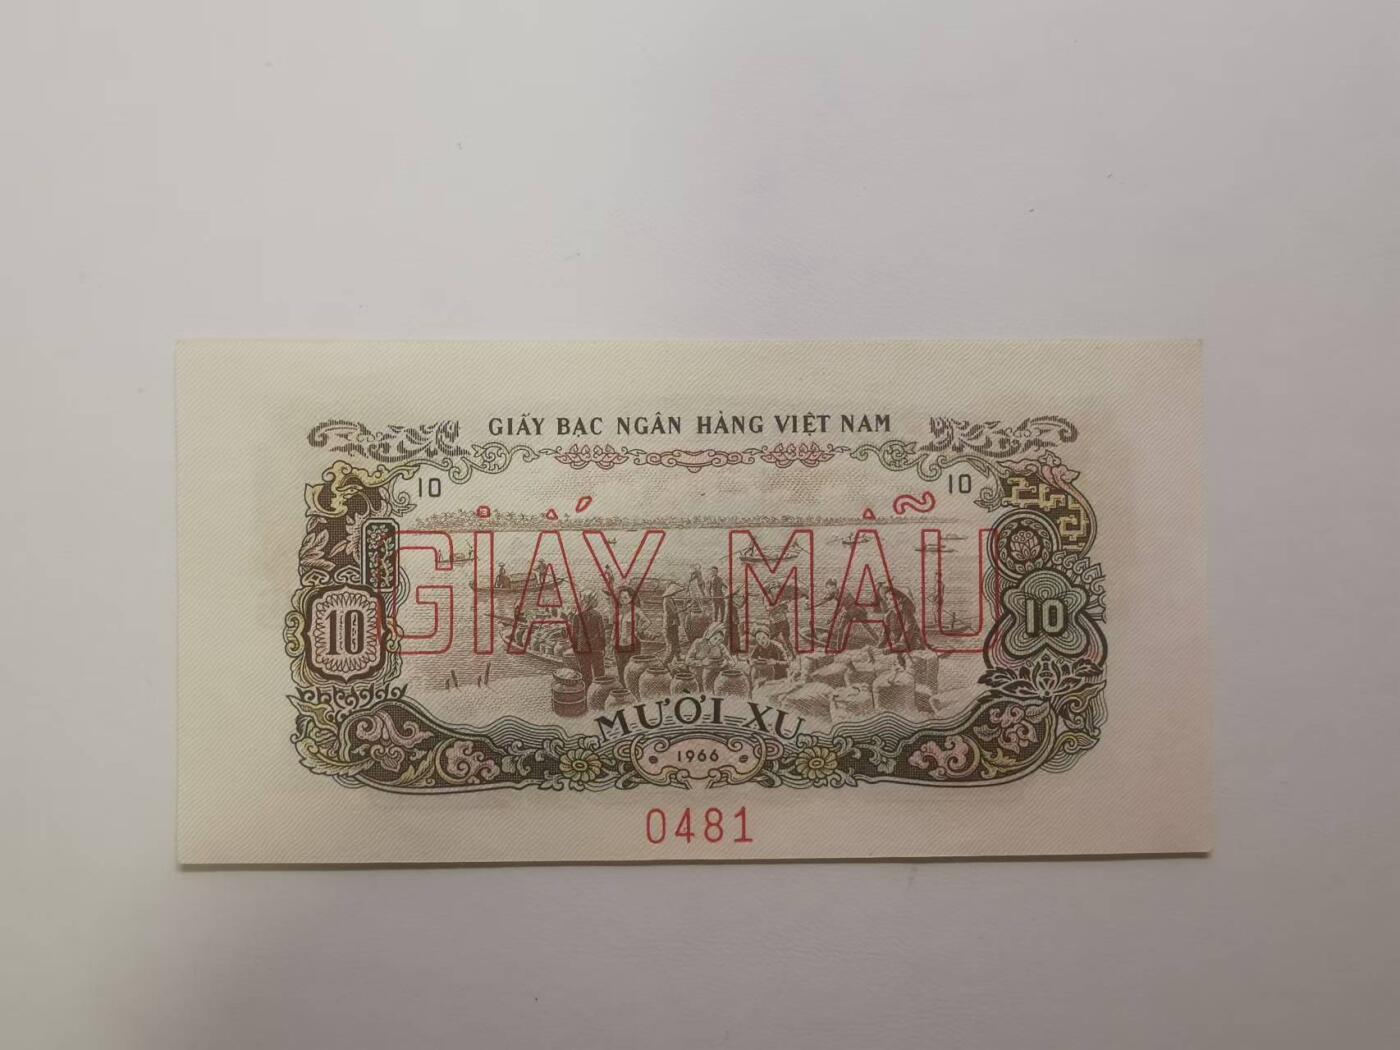 GIẤY BẠC NGÂN HÀNG VIỆT NAM
10 10
GIẤY MẪU
10 10
MƯỜI XU
1966
0481